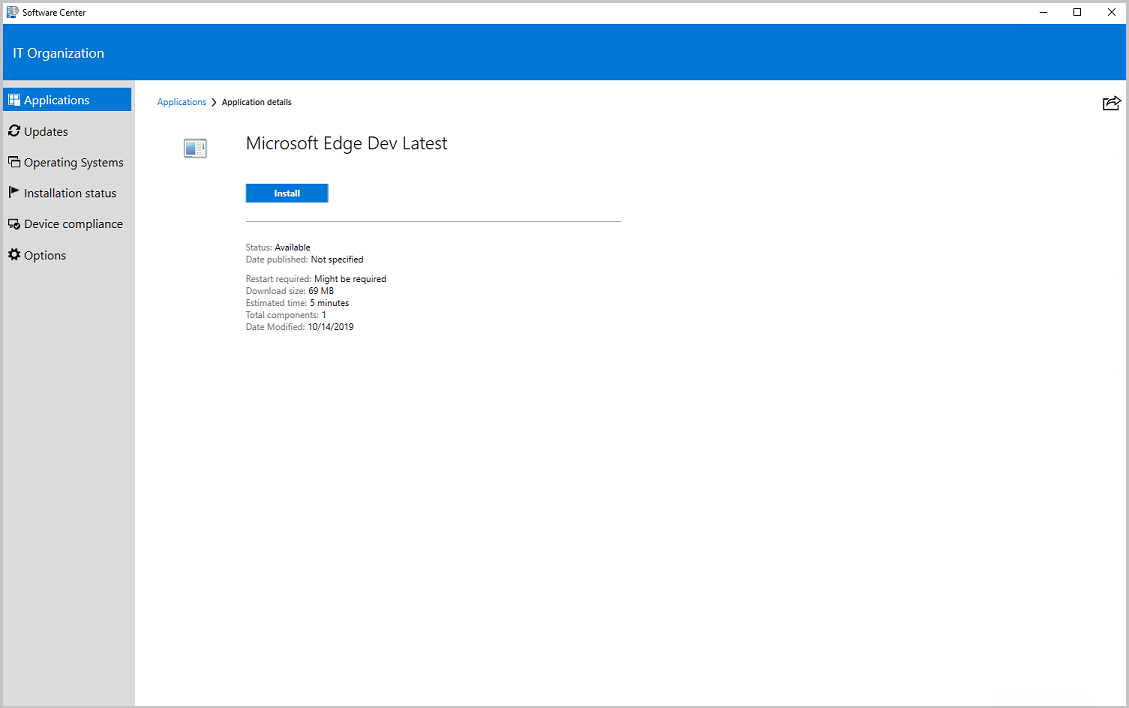 Software Center
IT Organization
Applications
Updates
Operating Systems
Installation status
Device compliance
Options
Applications > Application details
Microsoft Edge Dev Latest
Install
Status: Available
Date published: Not specified
Restart required: Might be required
Download size: 69 MB
Estimated time: 5 minutes
Total components: 1
Date Modified: 10/14/2019